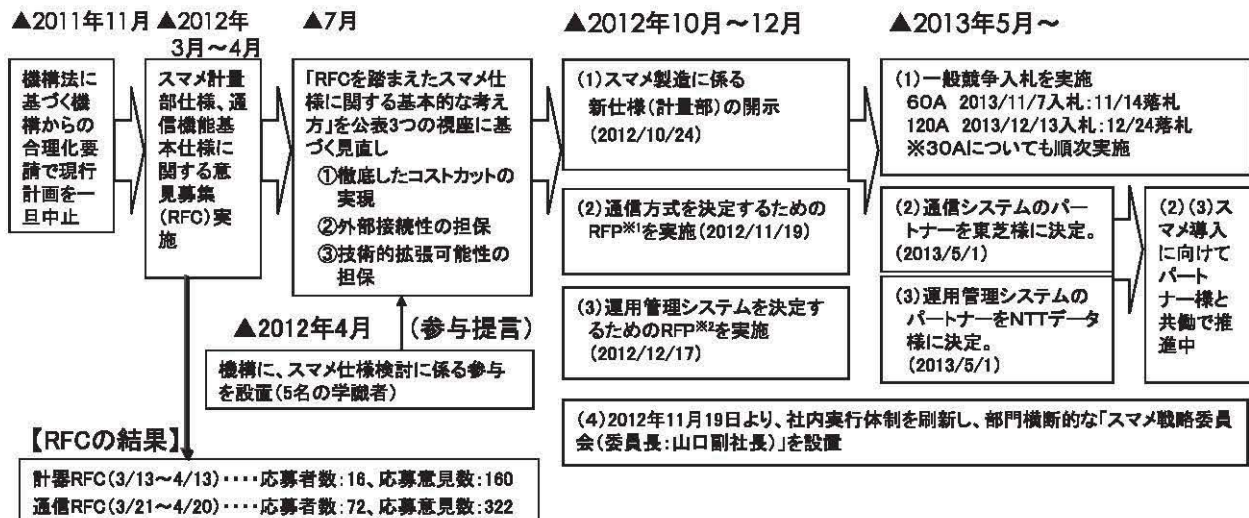 ▲2011年11月
機構法に
基づく機
構からの
合理化要
請で現行
計画を一
旦中止
▲2012年
3月～4月
スマメ計量
部仕様、通
信機能基
本仕様に
関する意
見募集
(RFC)実
施
▲7月
「RFCを踏まえたスマメ仕
様に関する基本的な考え
方」を公表3つの視座に基
づく見直し
①徹底したコストカットの
実現
②外部接続性の担保
③技術的拡張可能性の
担保
▲2012年4月 (参与提言)
機構に、スマメ仕様検討に係る参与
を設置(5名の学識者)
【RFCの結果】
計器RFC(3/13～4/13)････応募者数:16、応募意見数:160
通信RFC(3/21～4/20)････応募者数:72、応募意見数:322
▲2012年10月～12月
(1)スマメ製造に係る
新仕様(計量部)の開示
(2012/10/24)
(2)通信方式を決定するための
RFP※1を実施(2012/11/19)
(3)運用管理システムを決定す
るためのRFP※2を実施
(2012/12/17)
▲2013年5月～
(1)一般競争入札を実施
60A 2013/11/7入札:11/14落札
120A 2013/12/13入札:12/24落札
※30Aについても順次実施
(2)通信システムのパー
トナーを東芝様に決定。
(2013/5/1)
(3)運用管理システムの
パートナーをNTTデータ
様に決定。
(2013/5/1)
(2)(3)ス
マメ導入
に向けて
パート
ナー様と
共働で推
進中
(4)2012年11月19日より、社内実行体制を刷新し、部門横断的な「スマメ戦略委員
会(委員長:山口副社長)」を設置